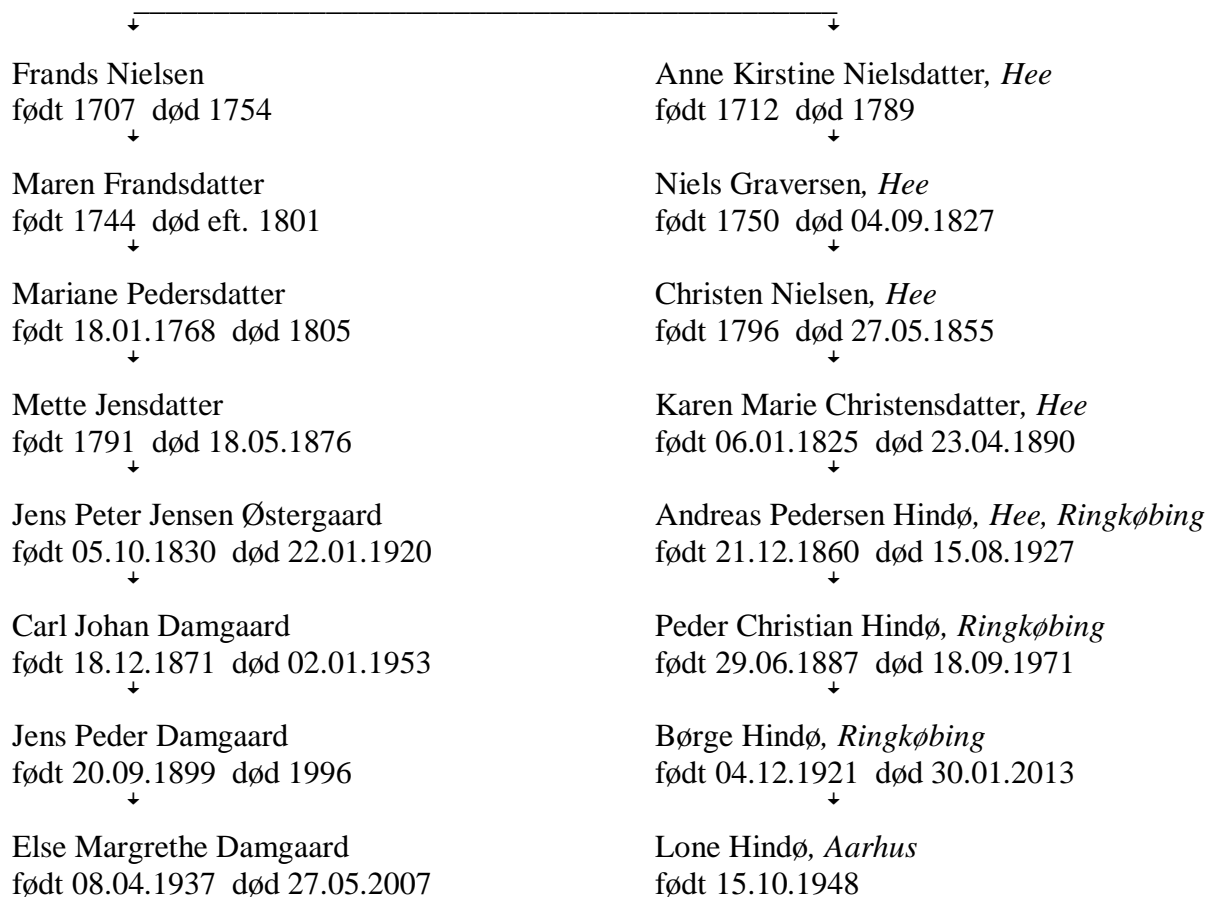 Frands Nielsen
født 1707 død 1754
Maren Frandsdatter
født 1744 død eft. 1801
Mariane Pedersdatter
født 18.01.1768 død 1805
Mette Jensdatter
født 1791 død 18.05.1876
Jens Peter Jensen Østergaard
født 05.10.1830 død 22.01.1920
Carl Johan Damgaard
født 18.12.1871 død 02.01.1953
Jens Peder Damgaard
født 20.09.1899 død 1996
Else Margrethe Damgaard
født 08.04.1937 død 27.05.2007
Anne Kirstine Nielsdatter, Hee
født 1712 død 1789
Niels Graversen, Hee
født 1750 død 04.09.1827
Christen Nielsen, Hee
født 1796 død 27.05.1855
Karen Marie Christensdatter, Hee
født 06.01.1825 død 23.04.1890
Andreas Pedersen Hindø, Hee, Ringkøbing
født 21.12.1860 død 15.08.1927
Peder Christian Hindø, Ringkøbing
født 29.06.1887 død 18.09.1971
Børge Hindø, Ringkøbing
født 04.12.1921 død 30.01.2013
Lone Hindø, Aarhus
født 15.10.1948